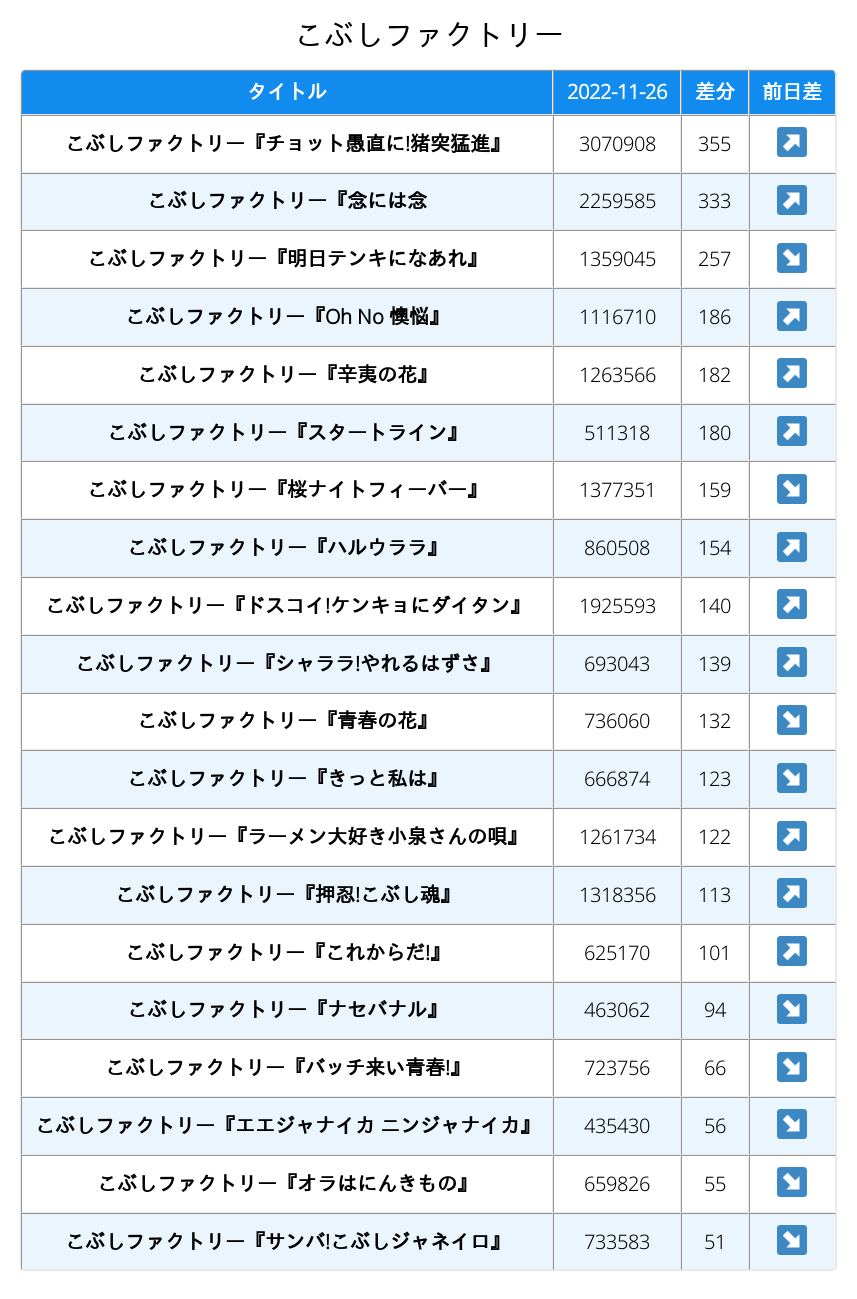 こぶしファクトリー
タイトル 2022-11-26 差分 前日差
こぶしファクトリー『チョット愚直に!猪突猛進』 3070908 355 ↗
こぶしファクトリー『念には念 2259585 333 ↗
こぶしファクトリー『明日テンキになあれ』 1359045 257 ↘
こぶしファクトリー『Oh No 懊悩』 1116710 186 ↗
こぶしファクトリー『辛夷の花』 1263566 182 ↗
こぶしファクトリー『スタートライン』 511318 180 ↗
こぶしファクトリー『桜ナイトフィーバー』 1377351 159 ↘
こぶしファクトリー『ハルウララ』 860508 154 ↗
こぶしファクトリー『ドスコイ!ケンキョにダイタン』 1925593 140 ↗
こぶしファクトリー『シャララ!やれるはずさ』 693043 139 ↗
こぶしファクトリー『青春の花』 736060 132 ↘
こぶしファクトリー『きっと私は』 666874 123 ↘
こぶしファクトリー『ラーメン大好き小泉さんの唄』 1261734 122 ↗
こぶしファクトリー『押忍!こぶし魂』 1318356 113 ↗
こぶしファクトリー『これからだ!』 625170 101 ↗
こぶしファクトリー『ナセバナル』 463062 94 ↘
こぶしファクトリー『バッチ来い青春!』 723756 66 ↘
こぶしファクトリー『エエジャナイカ ニンジャナイカ』 435430 56 ↘
こぶしファクトリー『オラはにんきもの』 659826 55 ↘
こぶしファクトリー『サンバ!こぶしジャネイロ』 733583 51 ↘